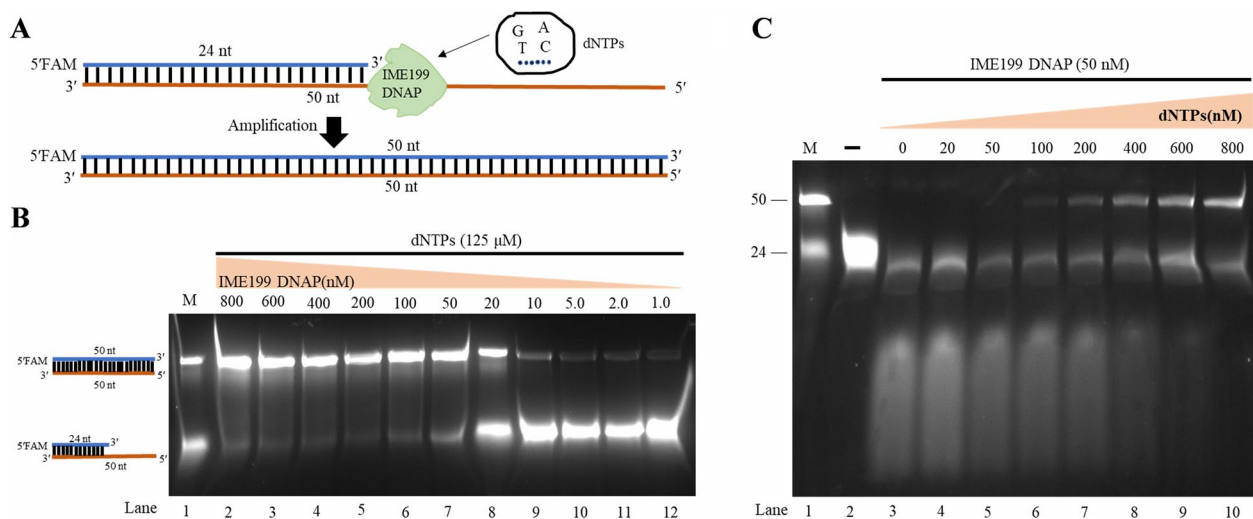 A
24 nt
5'FAM
3'
3'
50 nt
IME199
DNAP
G A
T C
dNTPs
5'
Amplification
50 nt
5'FAM
3'
3'
5'
50 nt
B
dNTPs (125 μM)
IME199 DNAP(nM)
M 800 600 400 200 100 50 20 10 5.0 2.0 1.0
50 nt
5'FAM
3'
3'
5'
50 nt
24 nt
5'FAM
3'
3'
5'
50 nt
Lane 1 2 3 4 5 6 7 8 9 10 11 12
C
IME199 DNAP (50 nM)
dNTPs(nM)
M – 0 20 50 100 200 400 600 800
50
24
Lane 1 2 3 4 5 6 7 8 9 10